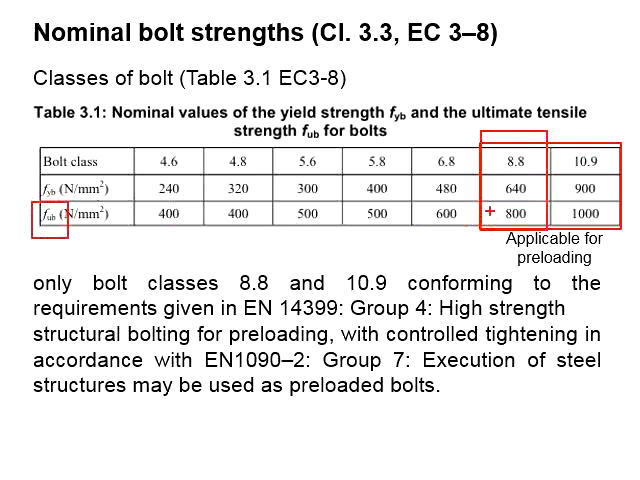 Nominal bolt strengths (Cl. 3.3, EC 3–8)
Classes of bolt (Table 3.1 EC3-8)
Table 3.1: Nominal values of the yield strength fyb and the ultimate tensile
strength fub for bolts
Bolt class 4.6 4.8 5.6 5.8 6.8 8.8 10.9
fyb (N/mm²) 240 320 300 400 480 640 900
fub (N/mm²) 400 400 500 500 600 + 800 1000
Applicable for
preloading
only bolt classes 8.8 and 10.9 conforming to the
requirements given in EN 14399: Group 4: High strength
structural bolting for preloading, with controlled tightening in
accordance with EN1090–2: Group 7: Execution of steel
structures may be used as preloaded bolts.